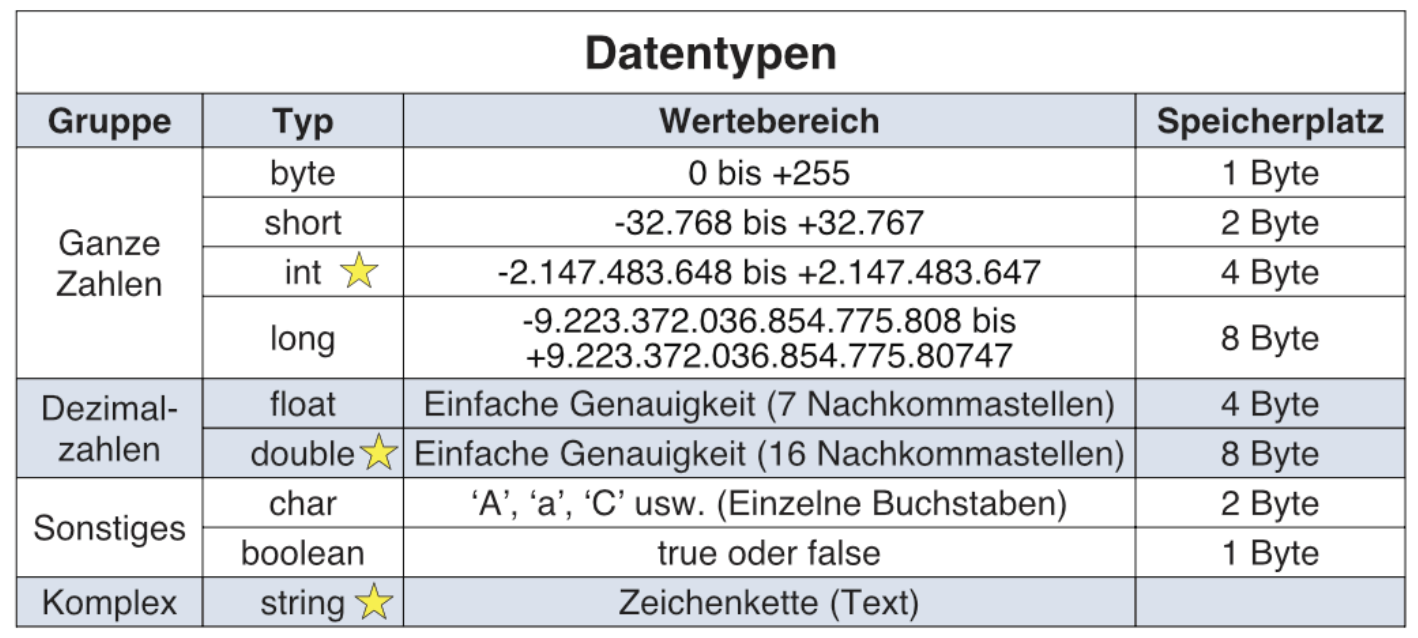 Datentypen
Gruppe Typ Wertebereich Speicherplatz
Ganze Zahlen
byte 0 bis +255 1 Byte
short -32.768 bis +32.767 2 Byte
int -2.147.483.648 bis +2.147.483.647 4 Byte
long -9.223.372.036.854.775.808 bis
+9.223.372.036.854.775.80747 8 Byte
Dezimal-
zahlen
float Einfache Genauigkeit (7 Nachkommastellen) 4 Byte
double Einfache Genauigkeit (16 Nachkommastellen) 8 Byte
Sonstiges
char ‘A’, ‘a’, ‘C’ usw. (Einzelne Buchstaben) 2 Byte
boolean true oder false 1 Byte
Komplex string Zeichenkette (Text)